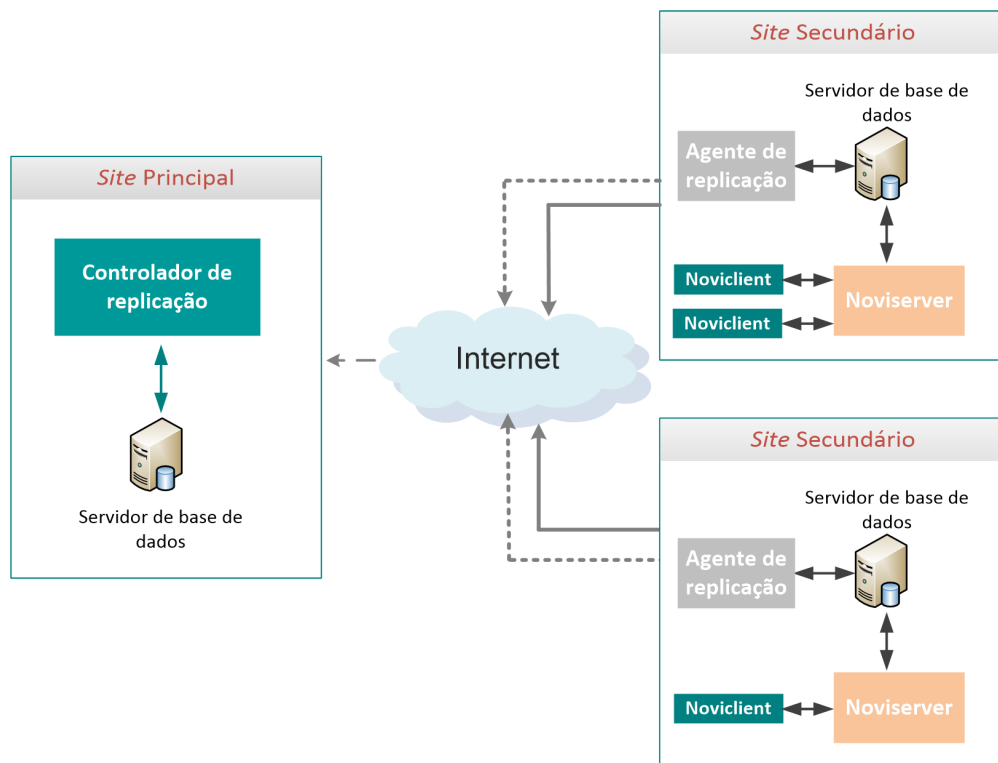 Site Principal
Controlador de
replicação
Servidor de base de
dados
Internet
Site Secundário
Servidor de base de
dados
Agente de
replicação
Noviclient
Noviclient
Noviserver
Site Secundário
Servidor de base de
dados
Agente de
replicação
Noviclient
Noviserver